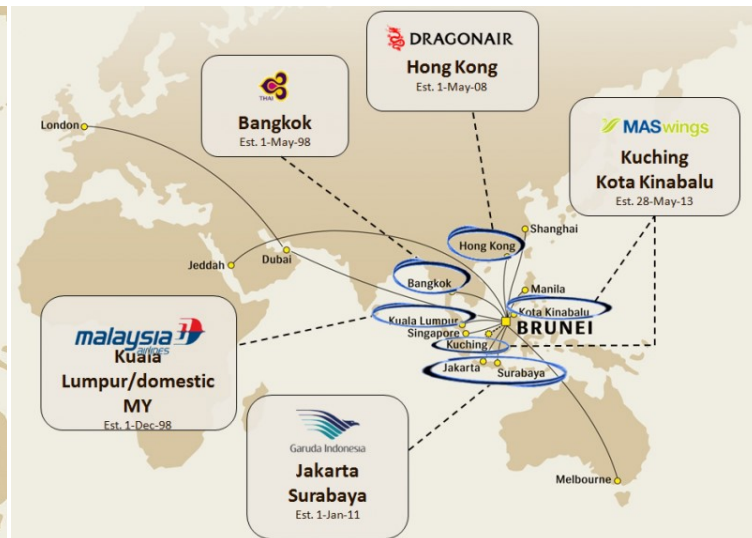 DRAGONAIR
Hong Kong
Est. 1-May-08
THAI
Bangkok
Est. 1-May-98
MASwings
Kuching
Kota Kinabalu
Est. 28-May-13
London
Shanghai
Hong Kong
Dubai
Jeddah
Bangkok
Manila
Kota Kinabalu
Kuala Lumpur
BRUNEI
Singapore
Kuching
Jakarta
Surabaya
malaysia
airlines
Kuala
Lumpur/domestic
MY
Est. 1-Dec-98
Garuda Indonesia
Jakarta
Surabaya
Est. 1-Jan-11
Melbourne